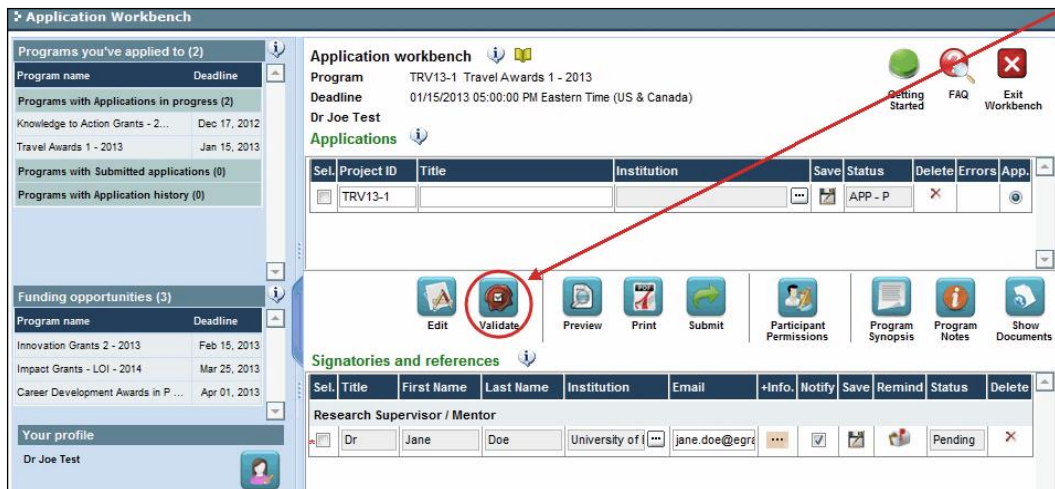 Application Workbench
Programs you've applied to (2)
Program name Deadline
Programs with Applications in progress (2)
Knowledge to Action Grants - 2... Dec 17, 2012
Travel Awards 1 - 2013 Jan 15, 2013
Programs with Submitted applications (0)
Programs with Application history (0)
Funding opportunities (3)
Program name Deadline
Innovation Grants 2 - 2013 Feb 15, 2013
Impact Grants - LOI - 2014 Mar 25, 2013
Career Development Awards in P ... Apr 01, 2013
Your profile
Dr Joe Test
Application workbench
Program TRV13-1 Travel Awards 1 - 2013
Deadline 01/15/2013 05:00:00 PM Eastern Time (US & Canada)
Dr Joe Test
Getting Started
FAQ
Exit Workbench
Applications
Sel. Project ID Title Institution Save Status Delete Errors App.
TRV13-1 APP - P
Edit Validate Preview Print Submit Participant Permissions Program Synopsis Program Notes Show Documents
Signatories and references
Sel. Title First Name Last Name Institution Email +Info. Notify Save Remind Status Delete
Research Supervisor / Mentor
Dr Jane Doe University of jane.doe@egra Pending